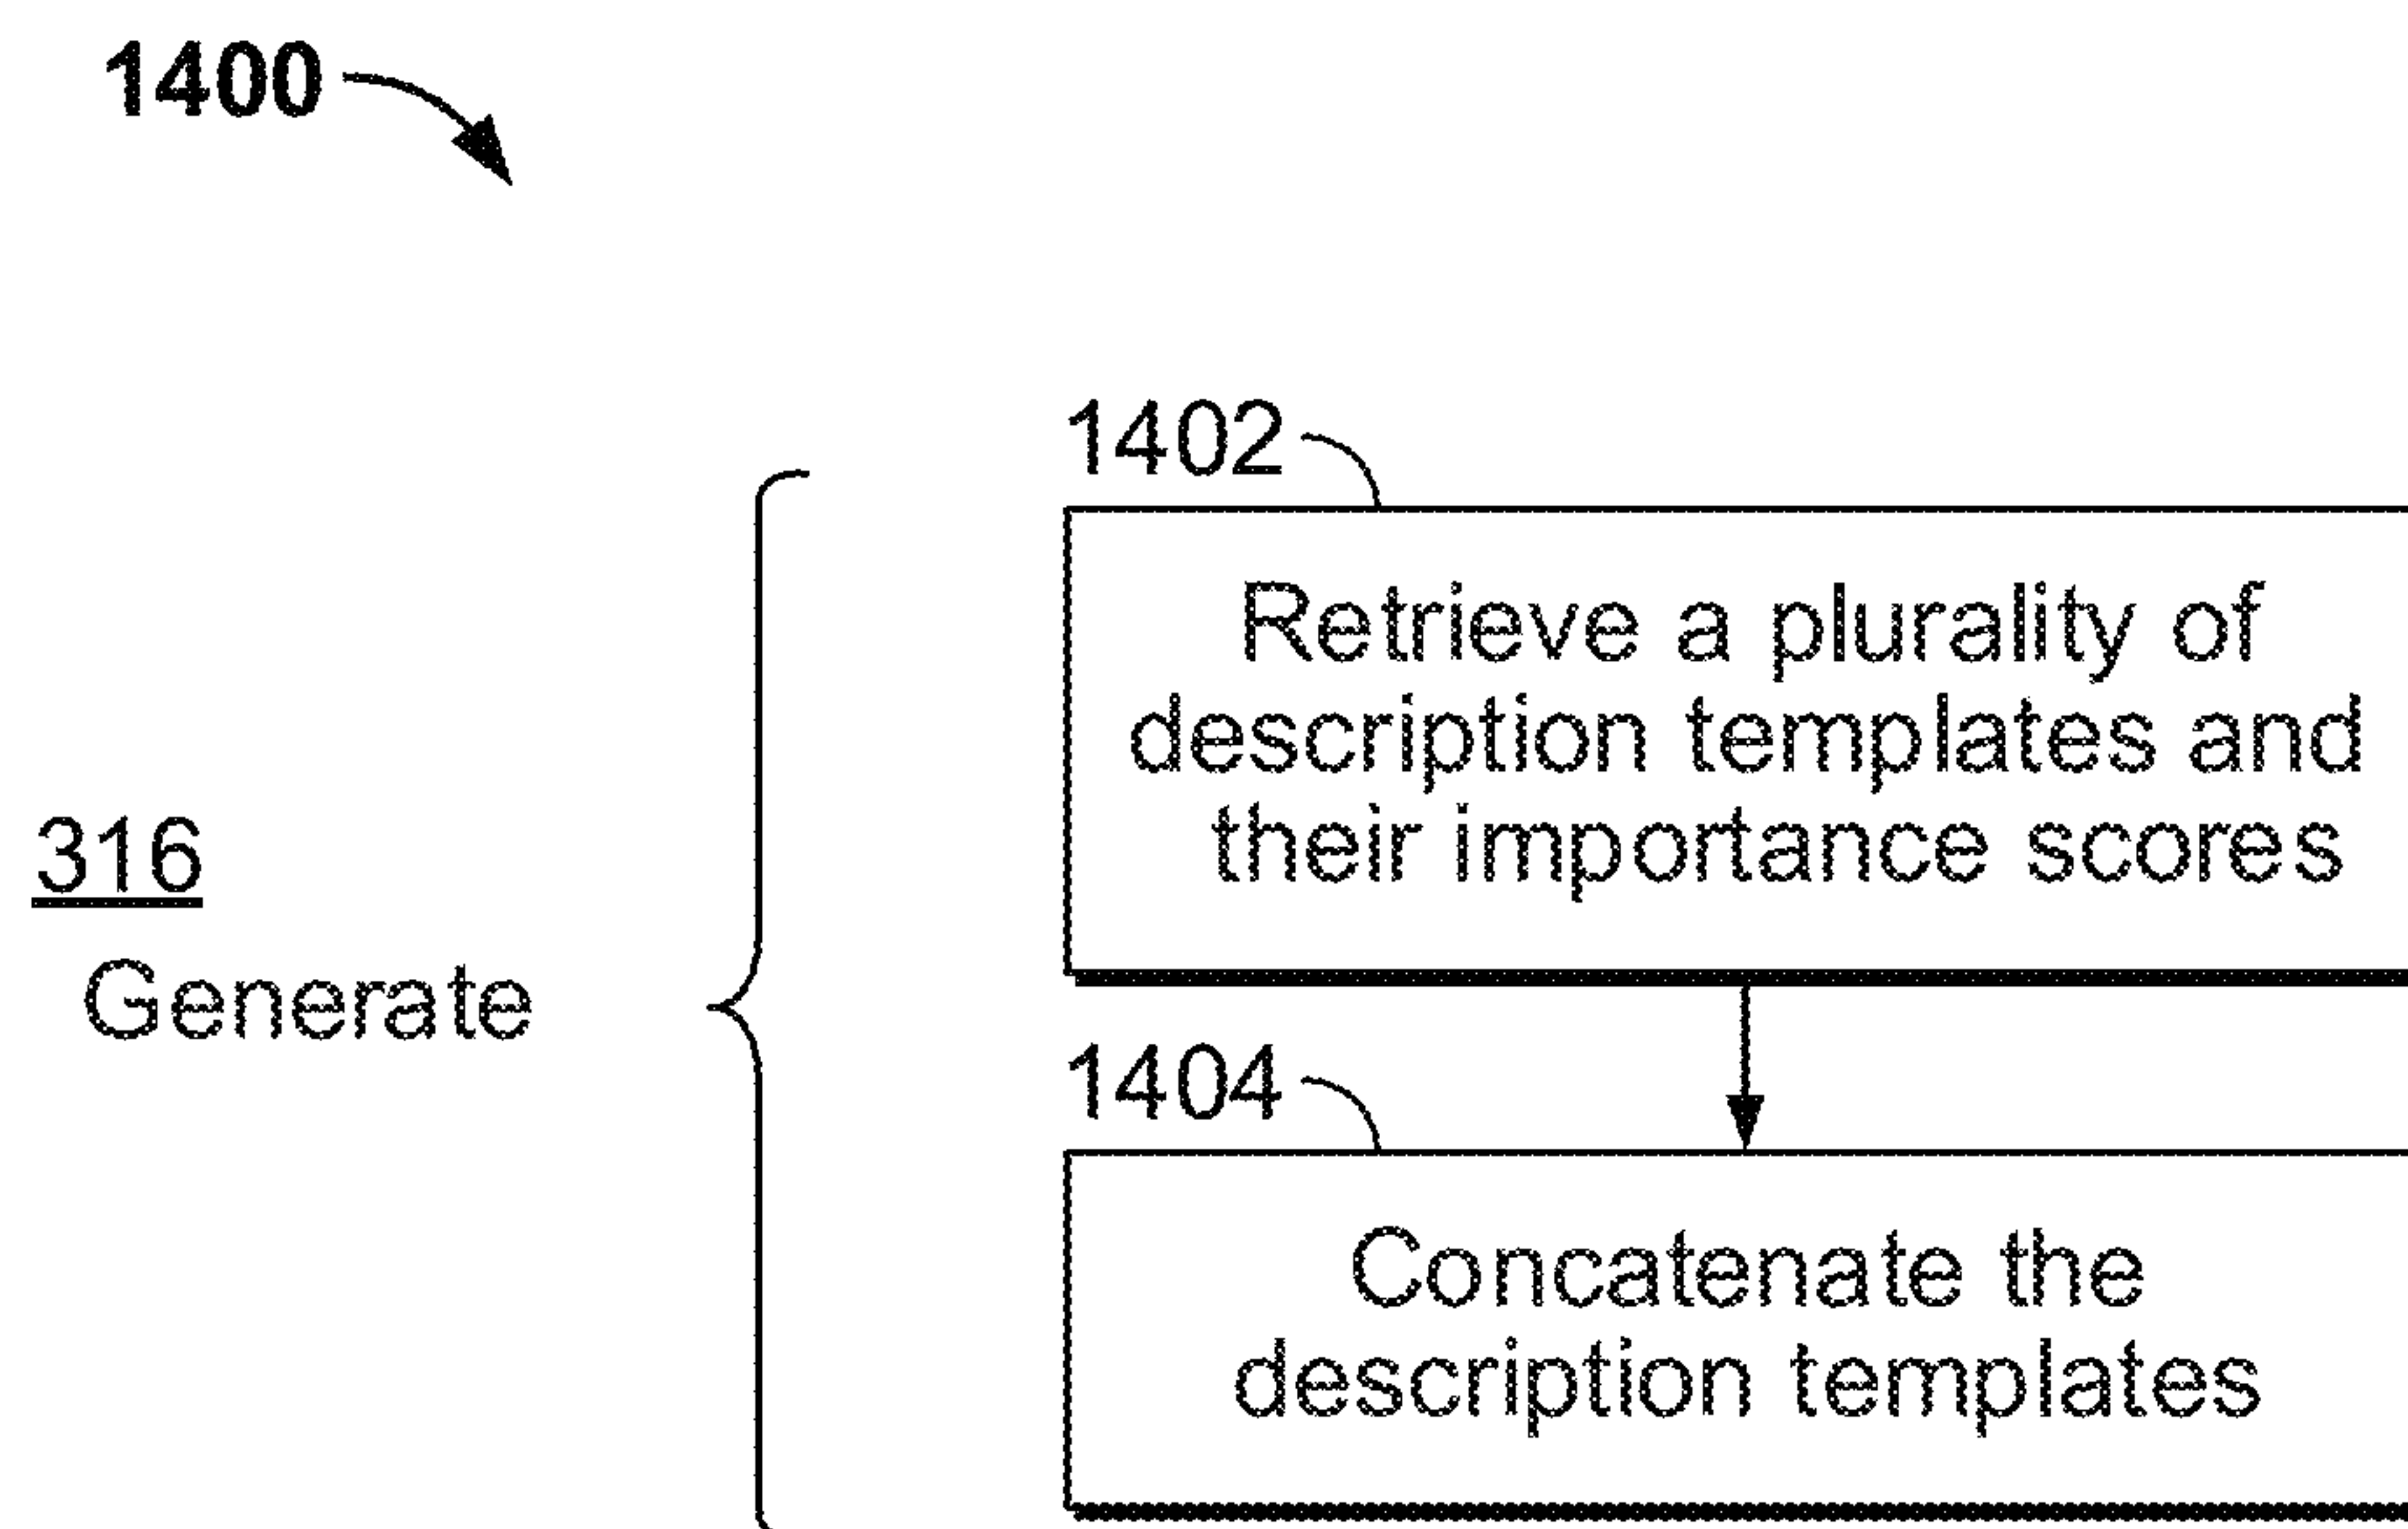 1400
1402
Retrieve a plurality of
description templates and
their importance scores
316
Generate
1404
Concatenate the
description templates